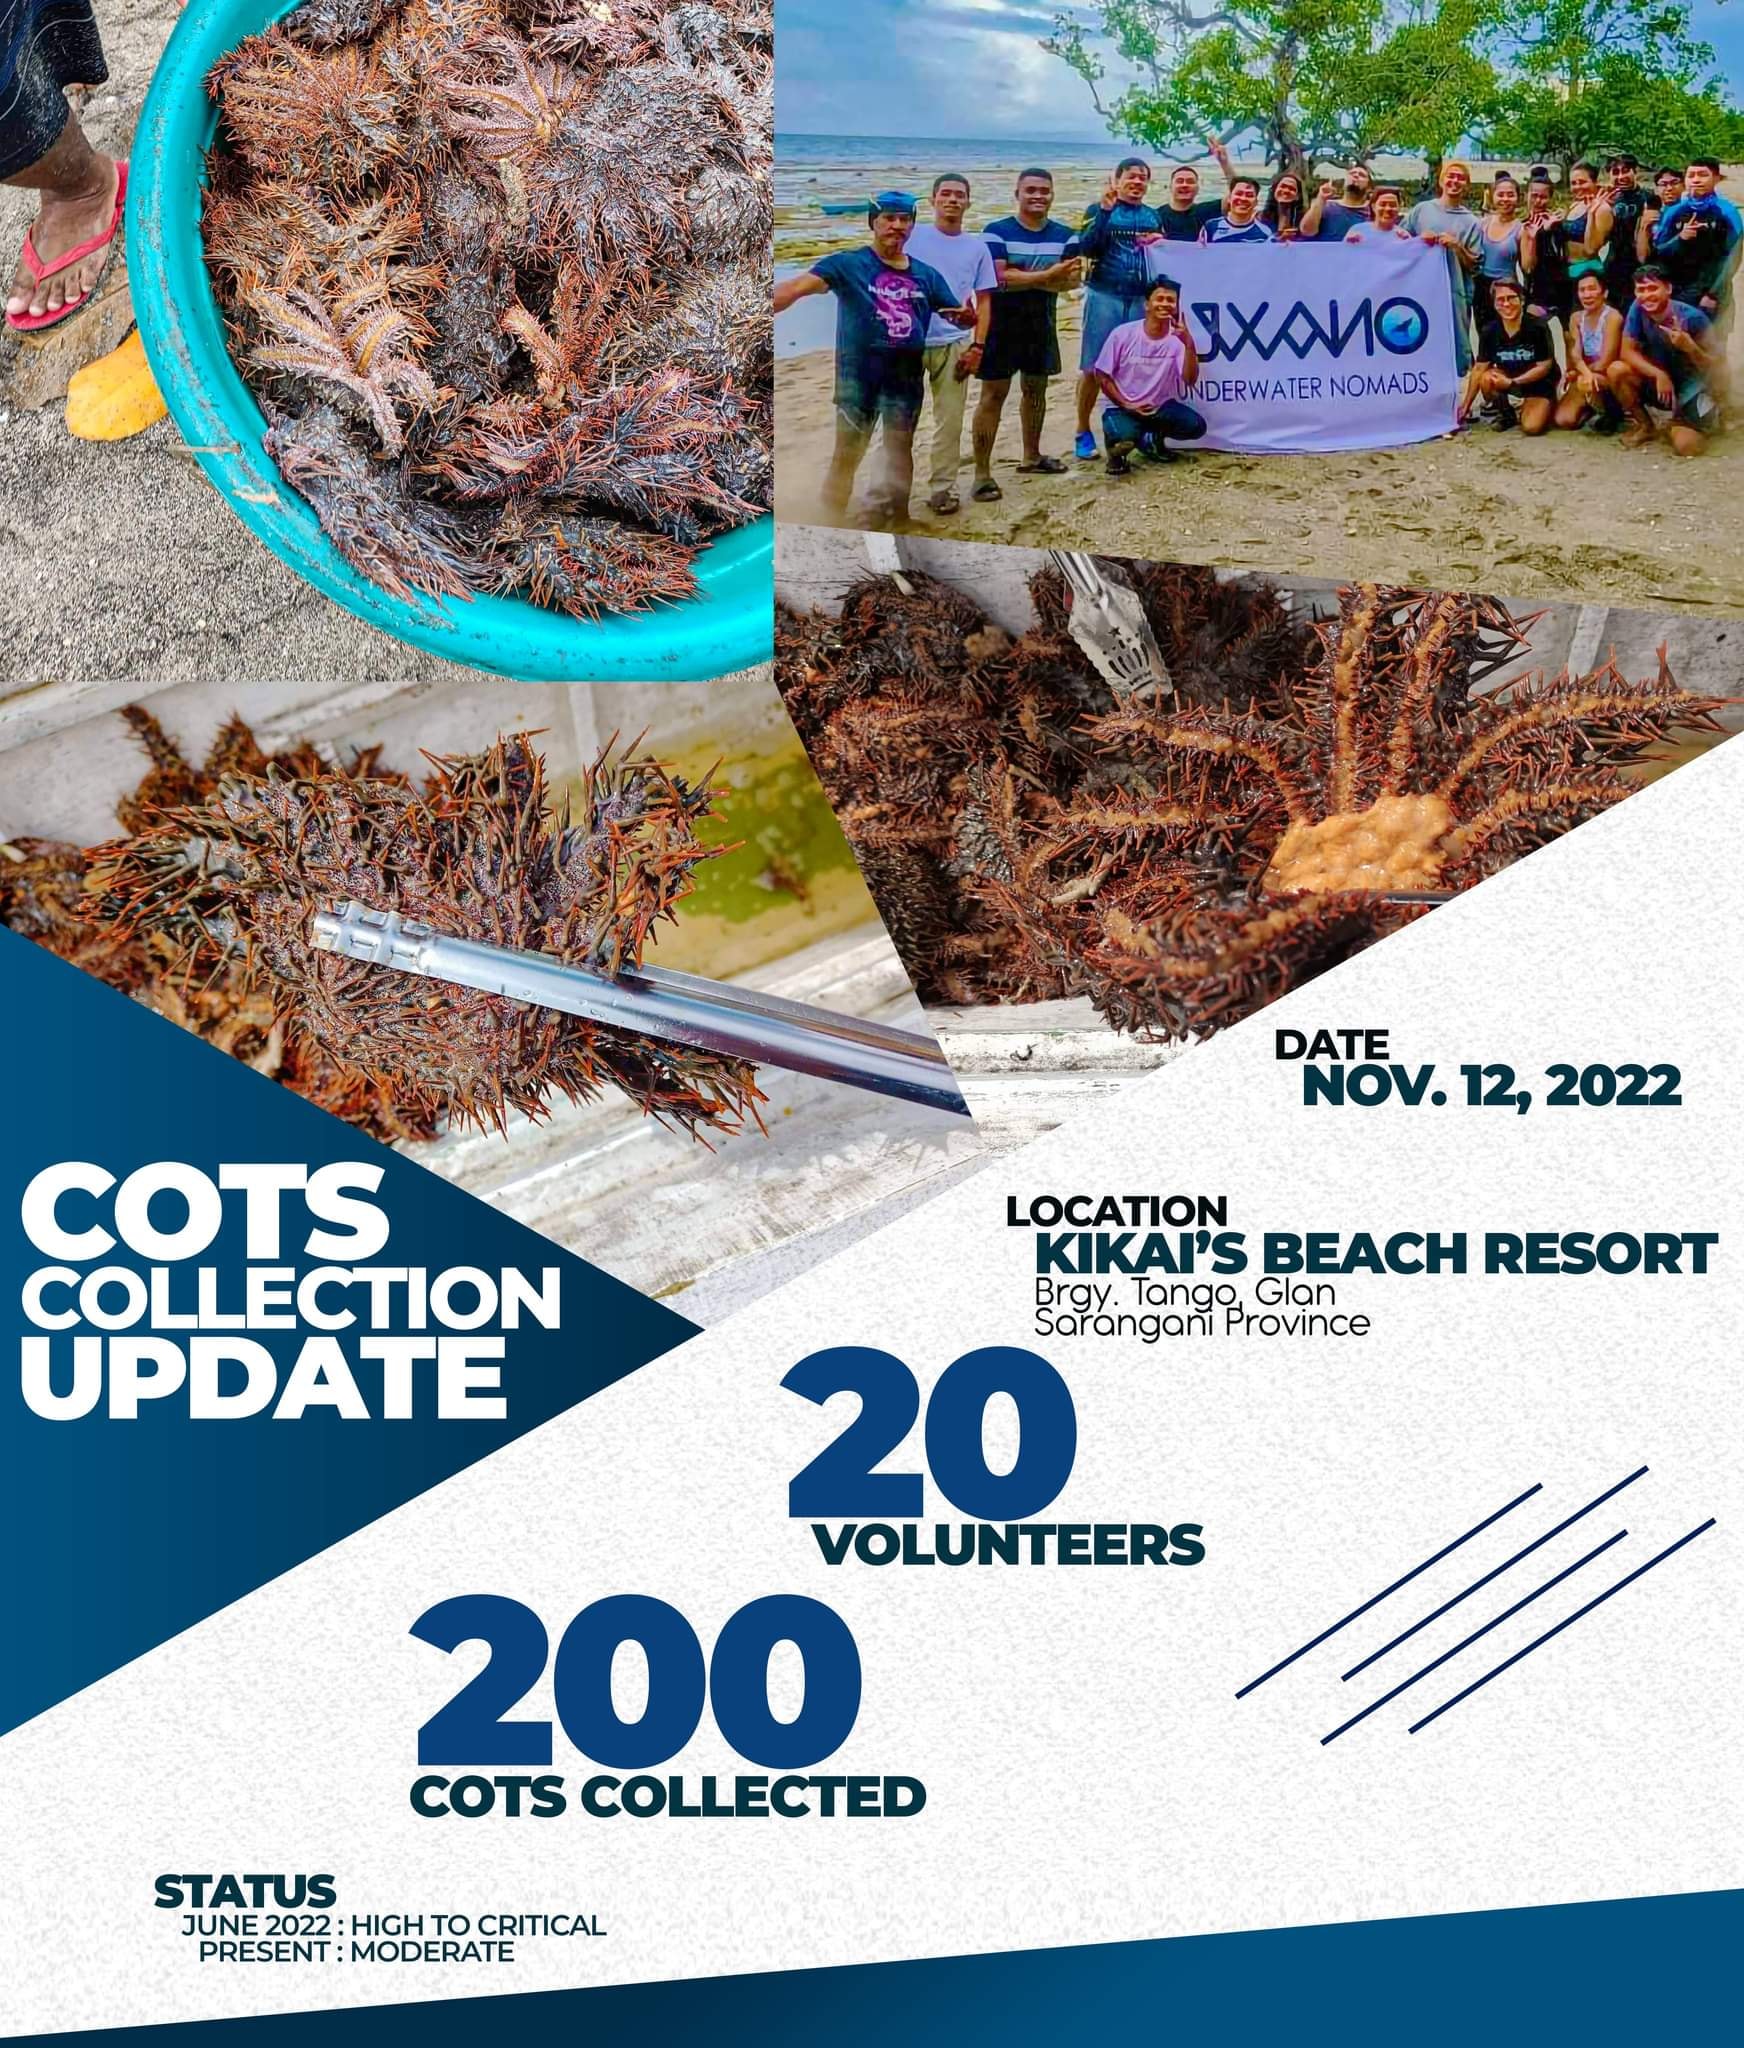 UNDERWATER NOMADS
DATE
NOV. 12, 2022
LOCATION
KIKAI'S BEACH RESORT
Brgy. Tango, Glan
Sarangani Province
COTS
COLLECTION
UPDATE
20
VOLUNTEERS
200
COTS COLLECTED
STATUS
JUNE 2022 : HIGH TO CRITICAL
PRESENT : MODERATE